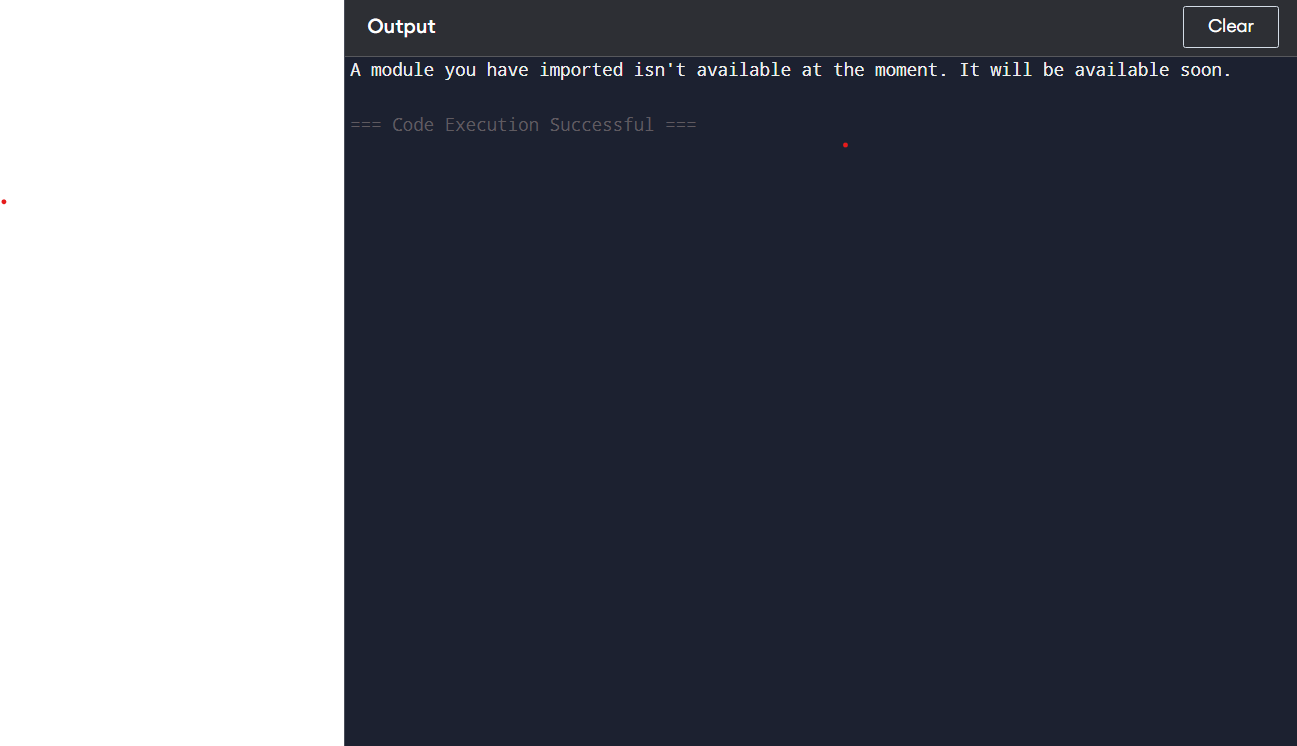 Output
Clear
A module you have imported isn't available at the moment. It will be available soon.
=== Code Execution Successful ===